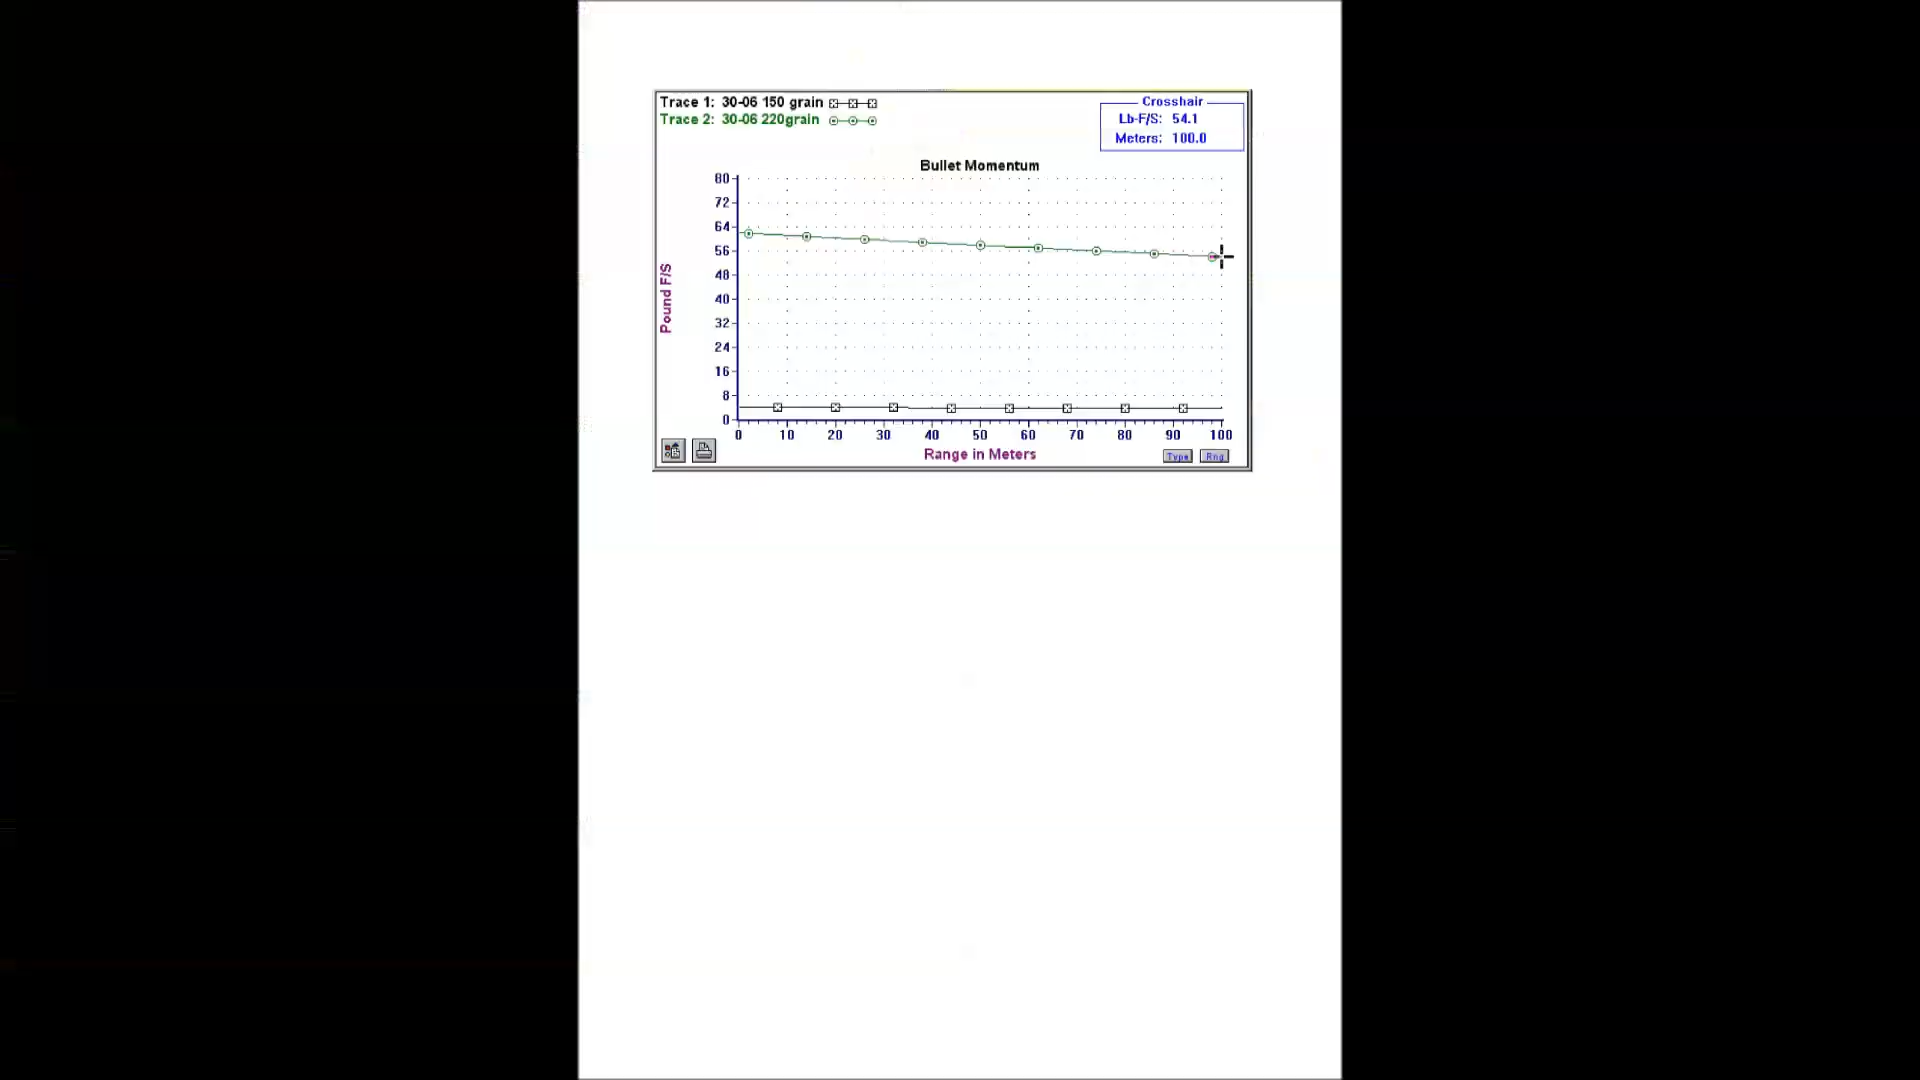 Trace 1: 30-06 150 grain
Trace 2: 30-06 220grain
Crosshair
Lb-F/S: 54.1
Meters: 100.0
Bullet Momentum
80
72
64
56
48
40
32
24
16
8
0
Pound F/S
0 10 20 30 40 50 60 70 80 90 100
Range in Meters
Type Rng